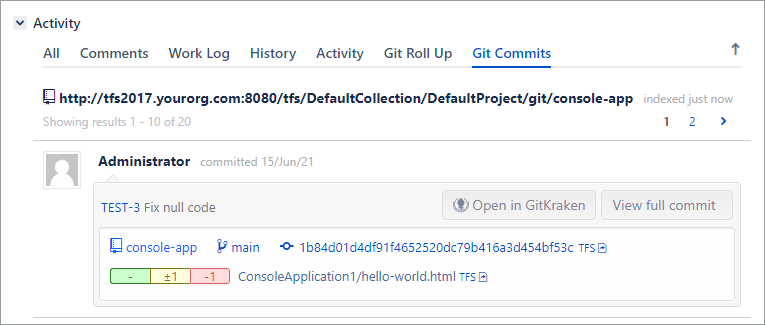 Activity
All Comments Work Log History Activity Git Roll Up Git Commits
http://tfs2017.yourorg.com:8080/tfs/DefaultCollection/DefaultProject/git/console-app indexed just now
Showing results 1 - 10 of 20 1 2
Administrator committed 15/Jun/21
TEST-3 Fix null code Open in GitKraken View full commit
console-app main 1b84d01d4df91f4652520dc79b416a3d454bf53c TFS
- ±1 -1 ConsoleApplication1/hello-world.html TFS